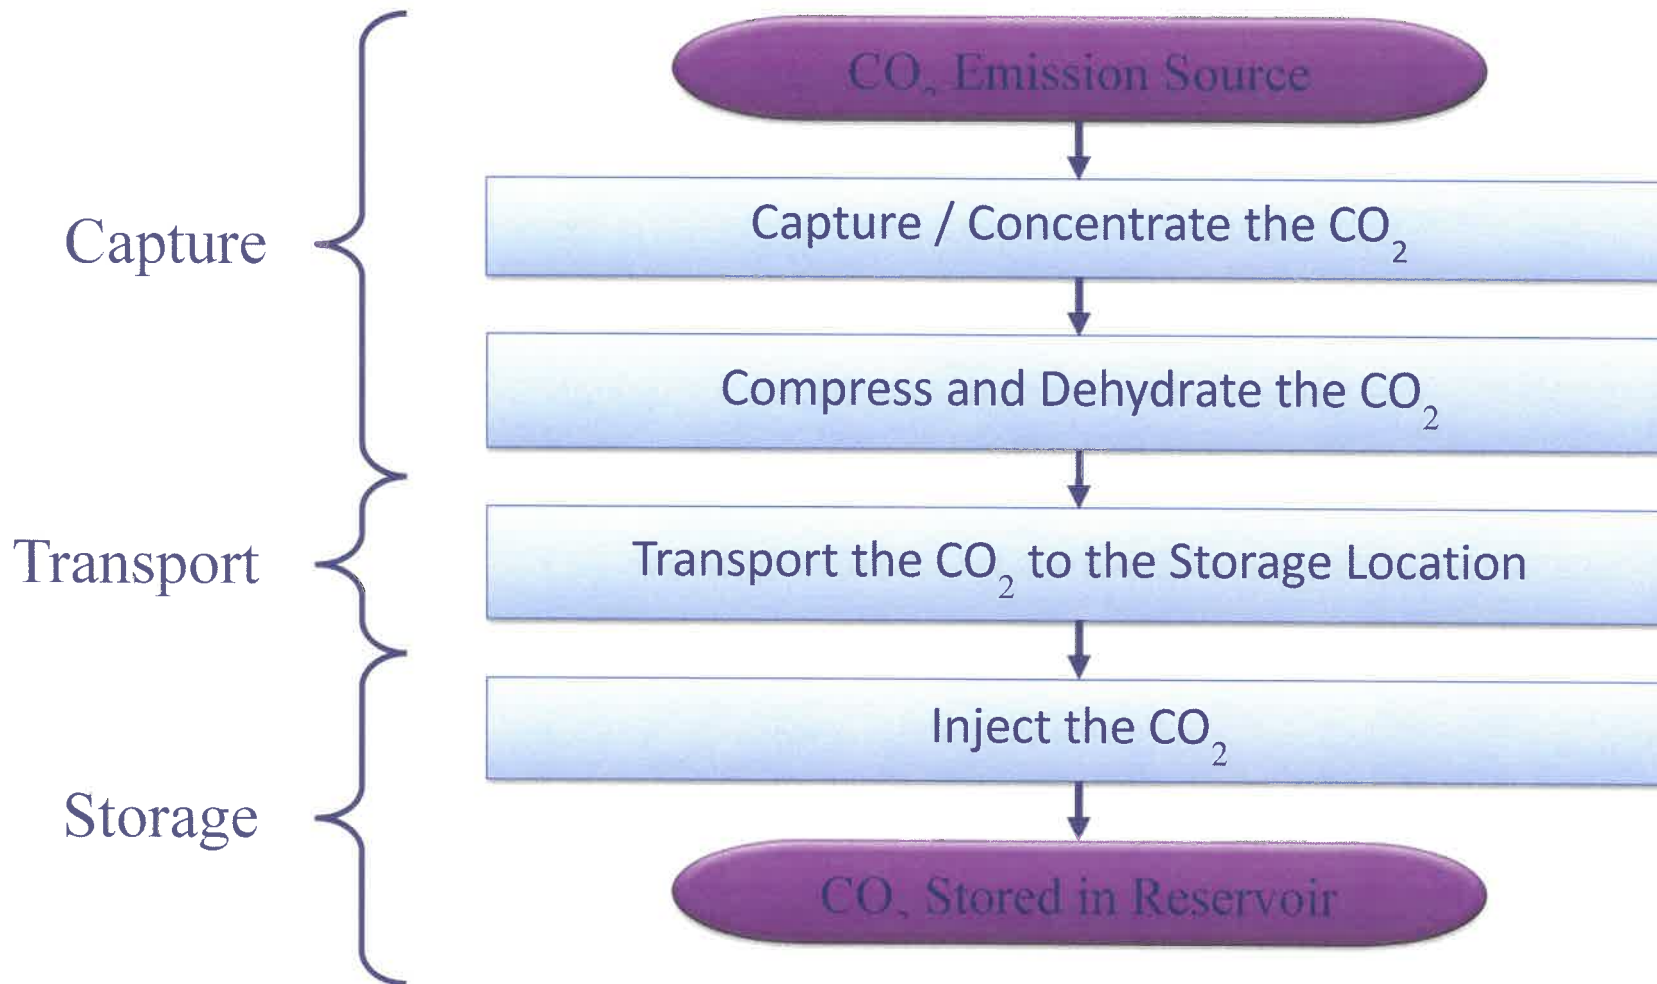 CO₂ Emission Source
Capture / Concentrate the CO₂
Capture
Compress and Dehydrate the CO₂
Transport the CO₂ to the Storage Location
Transport
Inject the CO₂
Storage
CO₂ Stored in Reservoir